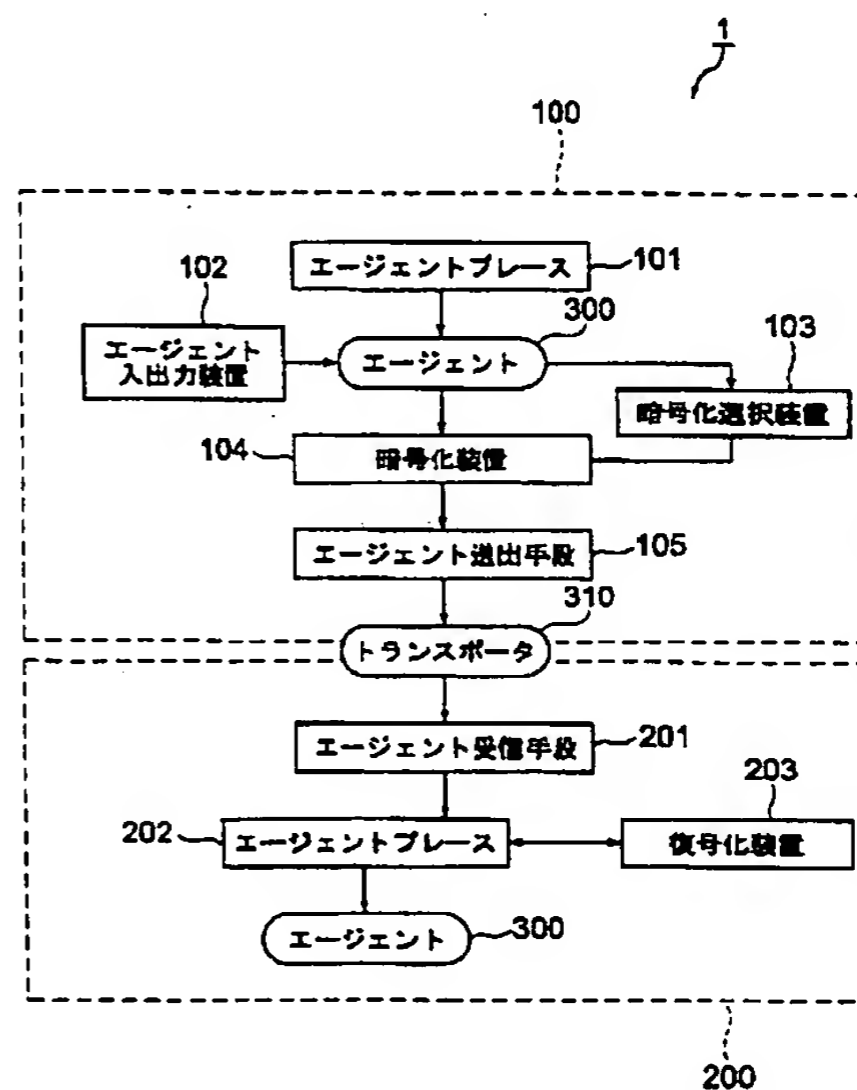 1
100
エージェントプレース
101
102
300
103
エージェント
入出力装置
エージェント
暗号化選択装置
104
暗号化装置
エージェント送出手段
105
310
トランスポータ
エージェント受信手段
201
203
202
エージェントプレース
復号化装置
エージェント
300
200